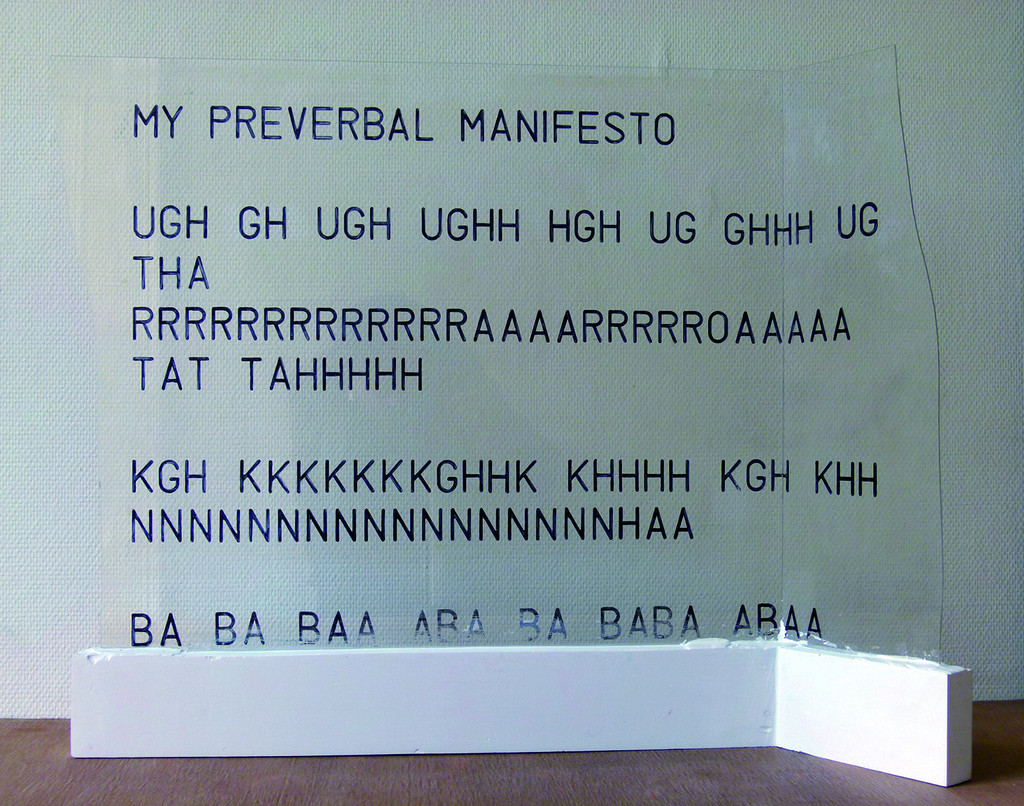 MY PREVERBAL MANIFESTO
UGH GH UGH UGHH HGH UG GHHH UG
THA
RRRRRRRRRRRRRAAAARRRRROAAAAA
TAT TAHHHHH
KGH KKKKKKKGHHK KHHHH KGH KHH
NNNNNNNNNNNNNNNNNHAA
BA BA BAA ABA BA BABA ABAA